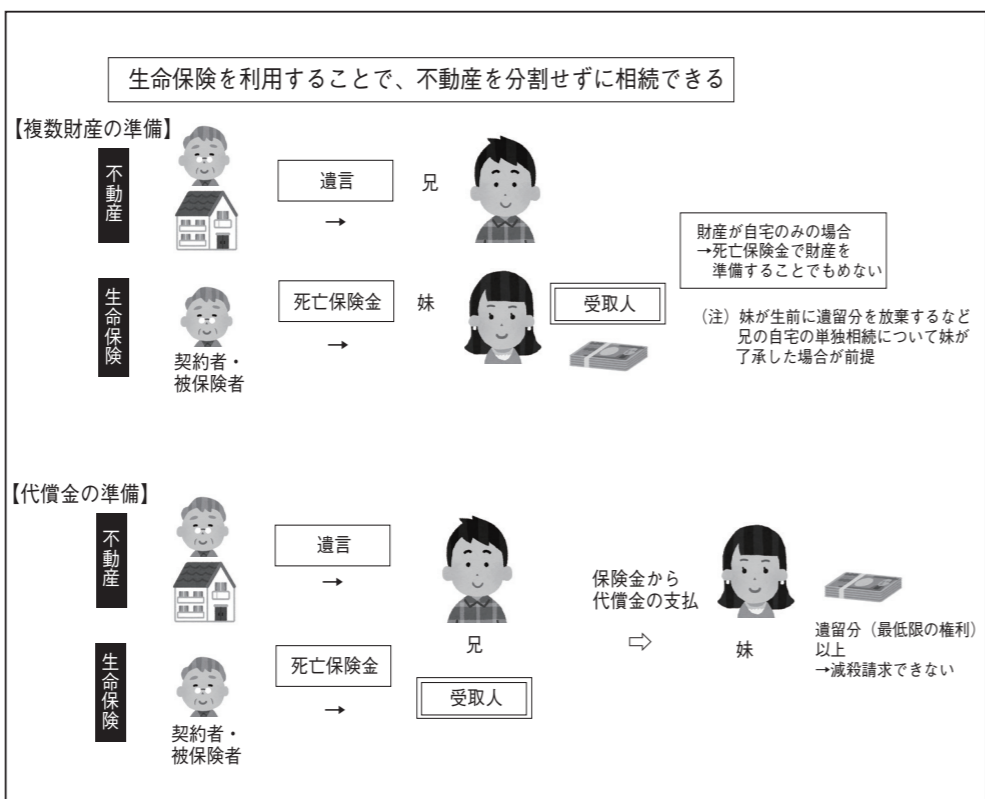 生命保険を利用することで、不動産を分割せずに相続できる
【複数財産の準備】
不動産
遺言
→
兄
生命保険
契約者・
被保険者
死亡保険金
→
妹
受取人
財産が自宅のみの場合
→死亡保険金で財産を
準備することでもめない
（注）妹が生前に遺留分を放棄するなど
兄の自宅の単独相続について妹が
了承した場合が前提
【代償金の準備】
不動産
遺言
→
兄
生命保険
契約者・
被保険者
死亡保険金
→
受取人
保険金から
代償金の支払
⇨
妹
遺留分（最低限の権利）
以上
→減殺請求できない